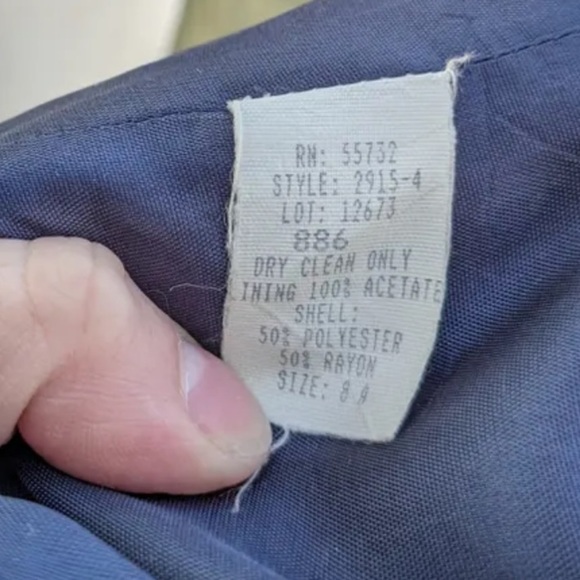 RN: 55732
STYLE: 2915-4
LOT: 12673
886
DRY CLEAN ONLY
INING 100% ACETATE
SHELL:
50% POLYESTER
50% RAYON
SIZE: 8 A